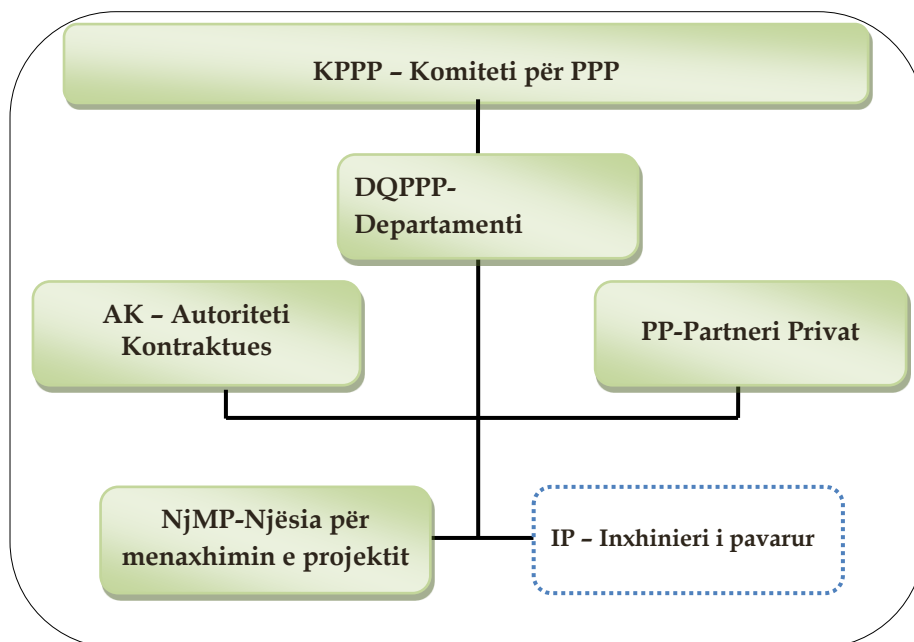 KPPP – Komiteti për PPP
DQPPP-
Departamenti
AK – Autoriteti
Kontraktues
PP-Partneri Privat
NjMP-Njësia për
menaxhimin e projektit
IP – Inxhinieri i pavarur